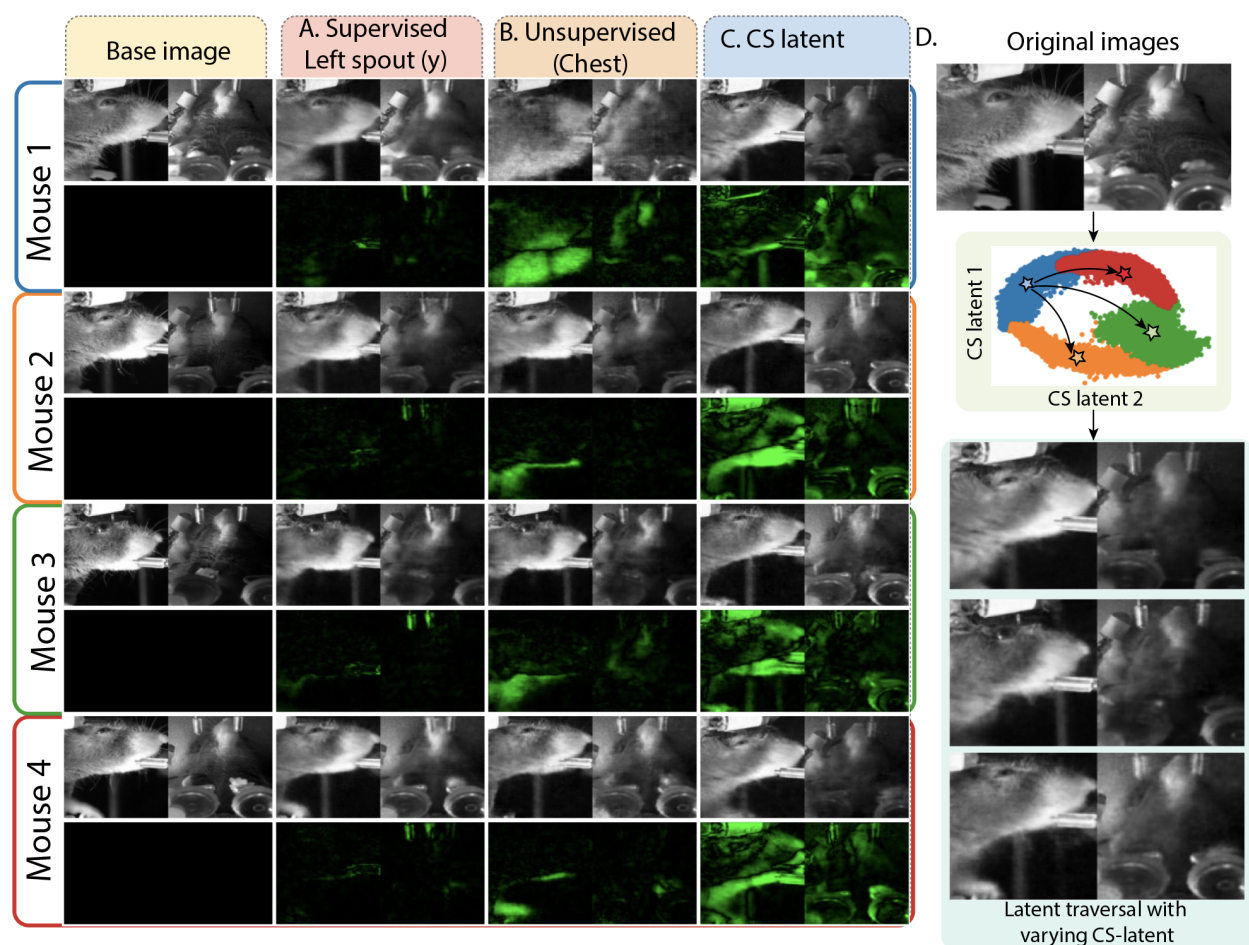 Base image
A. Supervised
Left spout (y)
B. Unsupervised
(Chest)
C. CS latent
D.
Original images
Mouse 1
Mouse 2
Mouse 3
Mouse 4
CS latent 1
CS latent 2
Latent traversal with
varying CS-latent